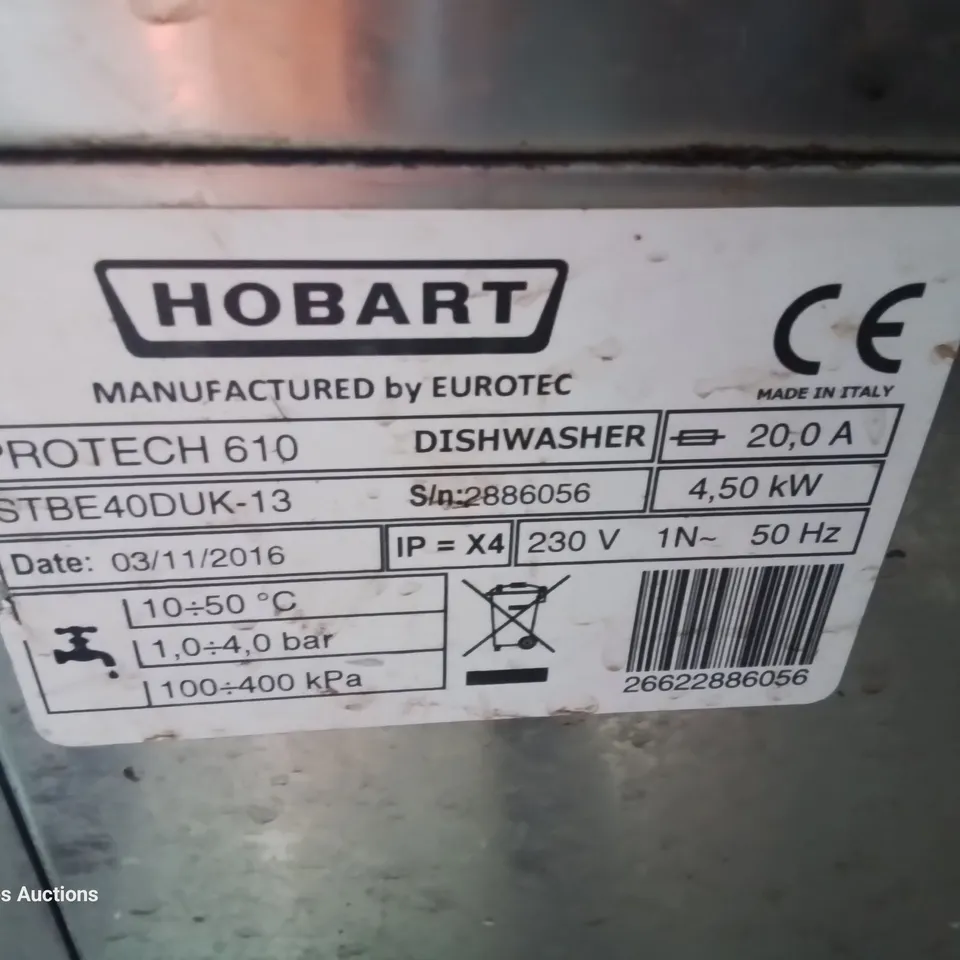 HOBART
CE
MANUFACTURED by EUROTEC
MADE IN ITALY
PROTECH 610 DISHWASHER 20,0 A
STBE40DUK-13 S/n:2886056 4,50 kW
Date: 03/11/2016 IP = X4 230 V 1N~ 50 Hz
10÷50 °C
1,0÷4,0 bar
100÷400 kPa
26622886056
s Auctions